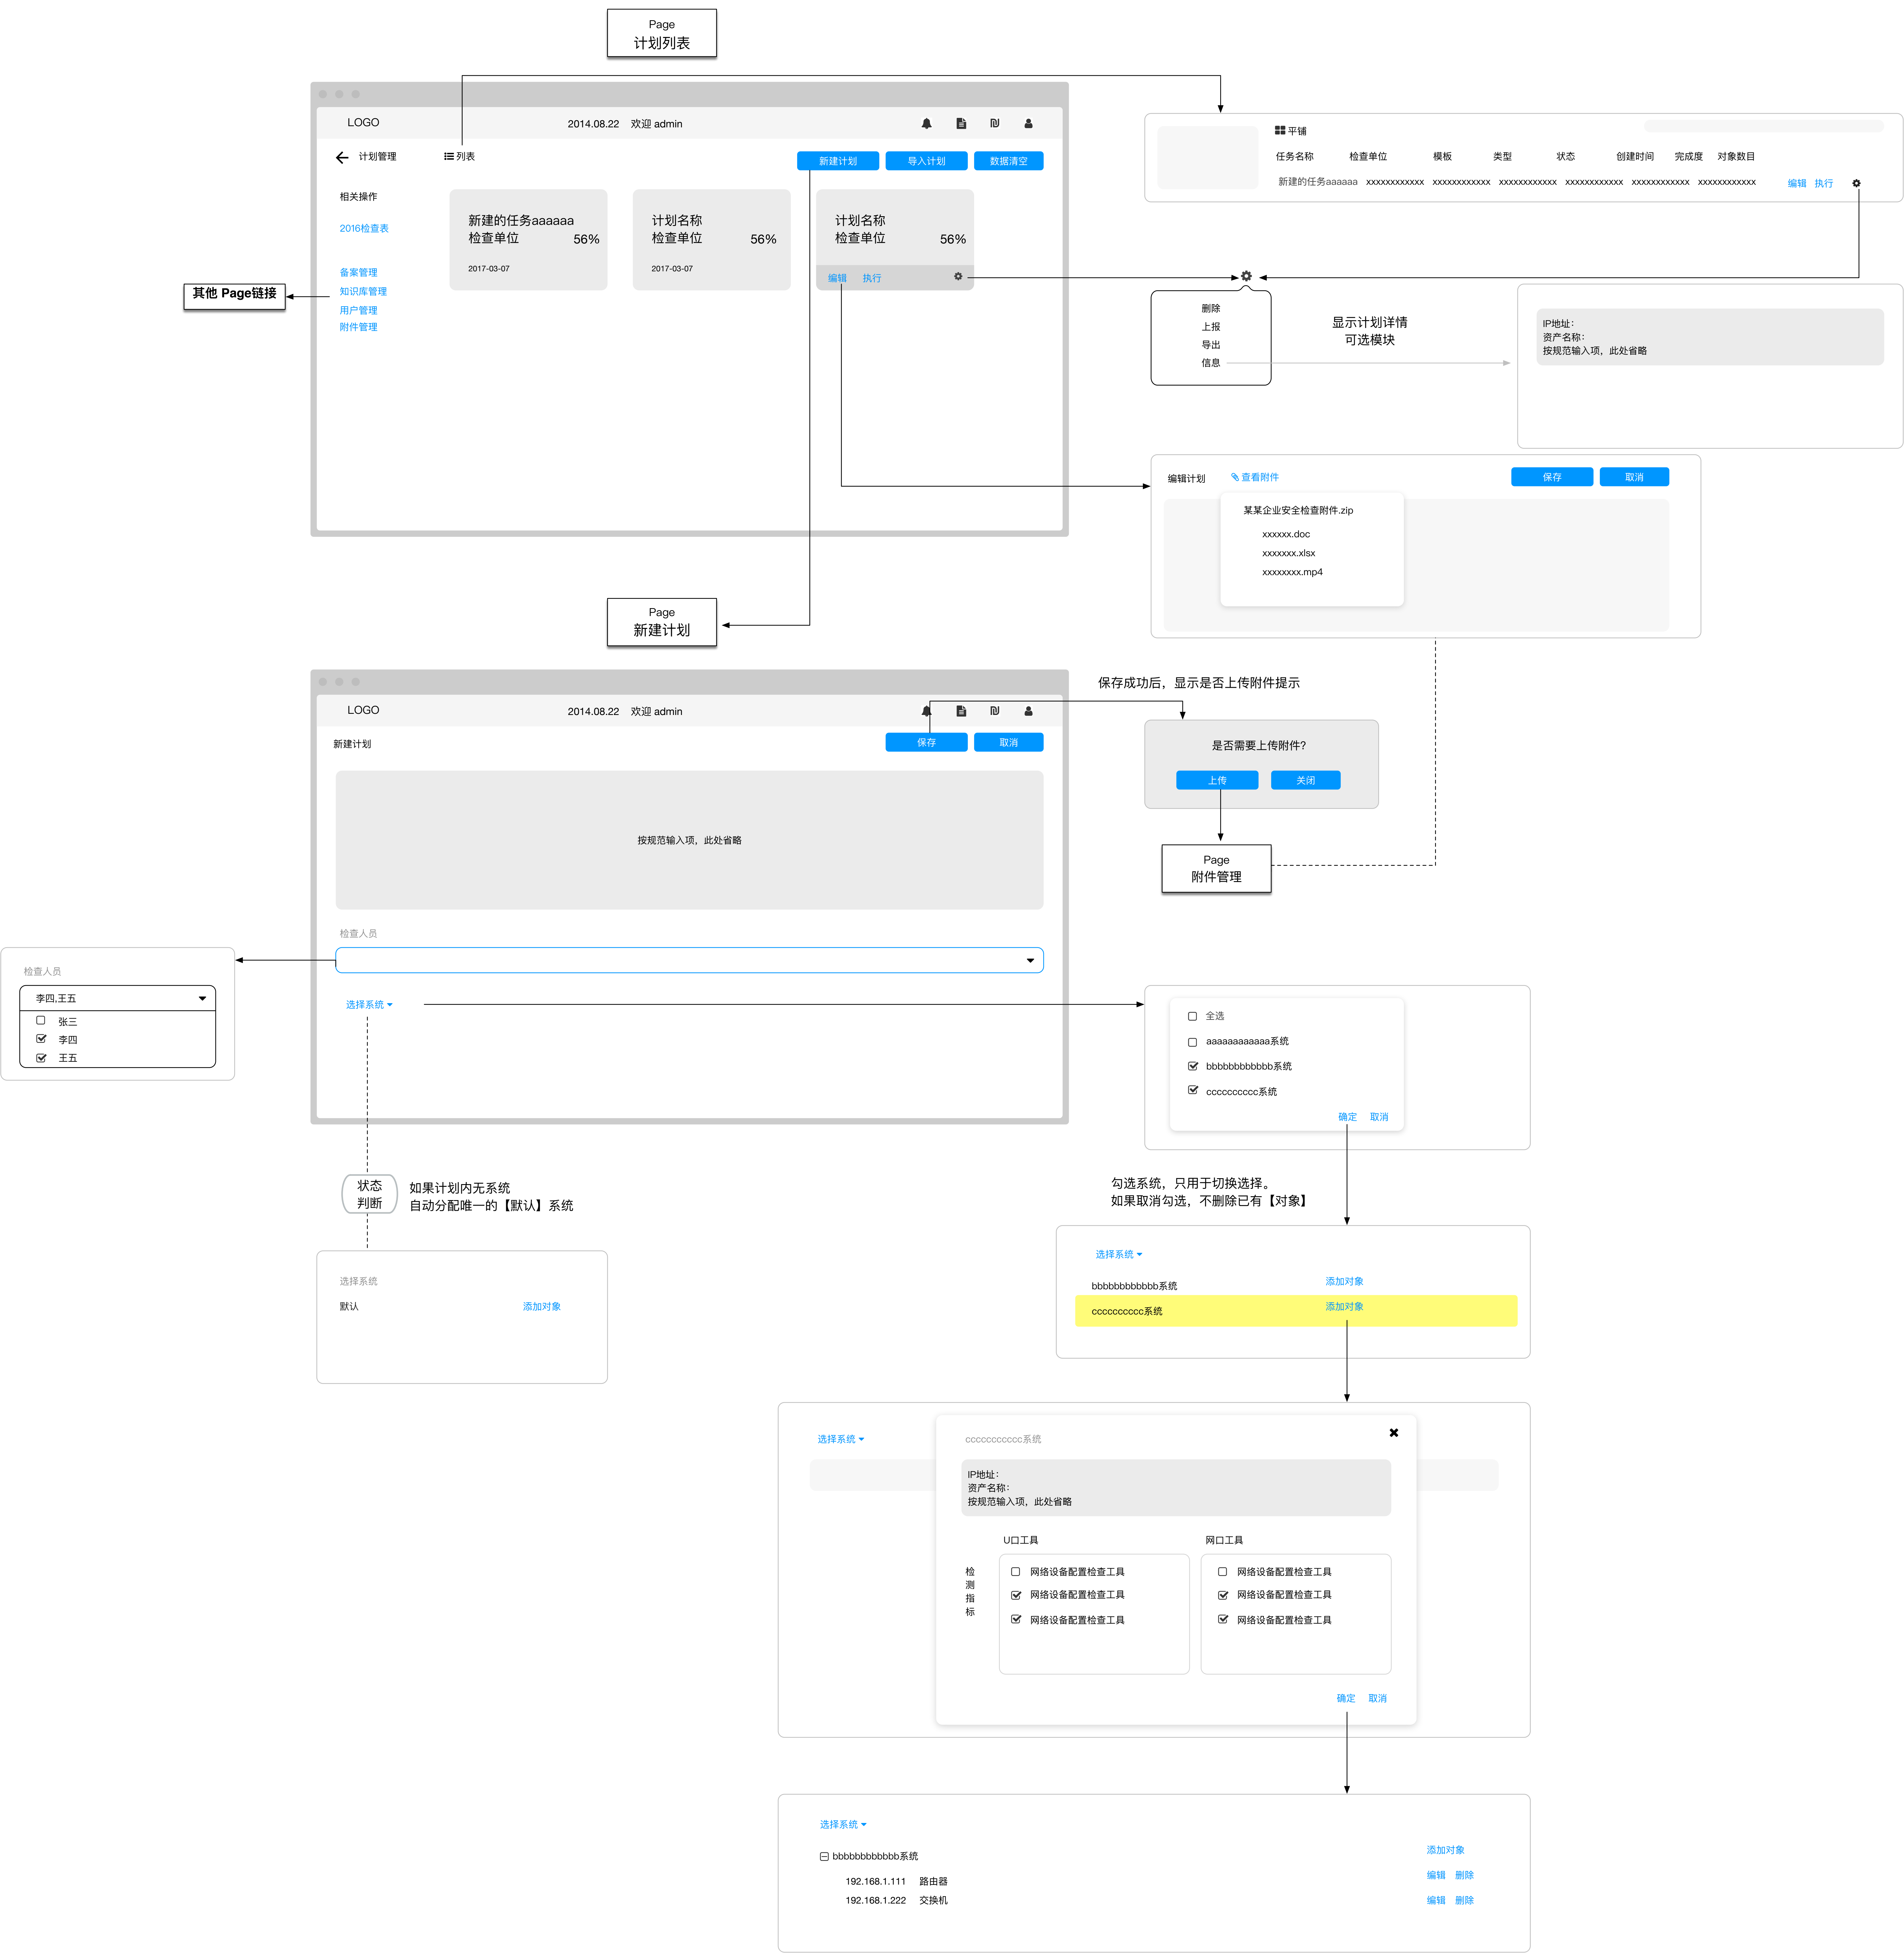 Page
计划列表
LOGO
2014.08.22 欢迎 admin
计划管理
列表
新建计划
导入计划
数据清空
相关操作
2016检查表
备案管理
知识库管理
用户管理
附件管理
其他 Page链接
新建的任务aaaaaa
检查单位 56%
2017-03-07
计划名称
检查单位 56%
2017-03-07
计划名称
检查单位 56%
编辑 执行
平铺
任务名称 检查单位 模板 类型 状态 创建时间 完成度 对象数目
新建的任务aaaaaa xxxxxxxxxxxx xxxxxxxxxxxx xxxxxxxxxxxx xxxxxxxxxxxx xxxxxxxxxxxx xxxxxxxxxxxx 编辑 执行
删除
上报
导出
信息
显示计划详情
可选模块
IP地址：
资产名称：
按规范输入项，此处省略
编辑计划
查看附件
保存
取消
某某企业安全检查附件.zip
xxxxxx.doc
xxxxxxx.xlsx
xxxxxxxx.mp4
Page
新建计划
LOGO
2014.08.22 欢迎 admin
新建计划
保存
取消
按规范输入项，此处省略
检查人员
选择系统
保存成功后，显示是否上传附件提示
是否需要上传附件？
上传
关闭
Page
附件管理
检查人员
李四,王五
张三
李四
王五
全选
aaaaaaaaaaaa系统
bbbbbbbbbbbb系统
cccccccccc系统
确定 取消
状态
判断
如果计划内无系统
自动分配唯一的【默认】系统
选择系统
默认 添加对象
勾选系统，只用于切换选择。
如果取消勾选，不删除已有【对象】
选择系统
bbbbbbbbbbbb系统 添加对象
cccccccccc系统 添加对象
选择系统
ccccccccccc系统
IP地址：
资产名称：
按规范输入项，此处省略
U口工具
网口工具
检
测
指
标
网络设备配置检查工具
网络设备配置检查工具
网络设备配置检查工具
网络设备配置检查工具
网络设备配置检查工具
网络设备配置检查工具
确定 取消
选择系统
bbbbbbbbbbbb系统 添加对象
192.168.1.111 路由器 编辑 删除
192.168.1.222 交换机 编辑 删除